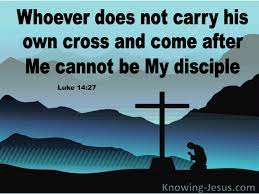 Whoever does not carry his
own cross and come after
Me cannot be My disciple
Luke 14:27
Knowing-Jesus.com